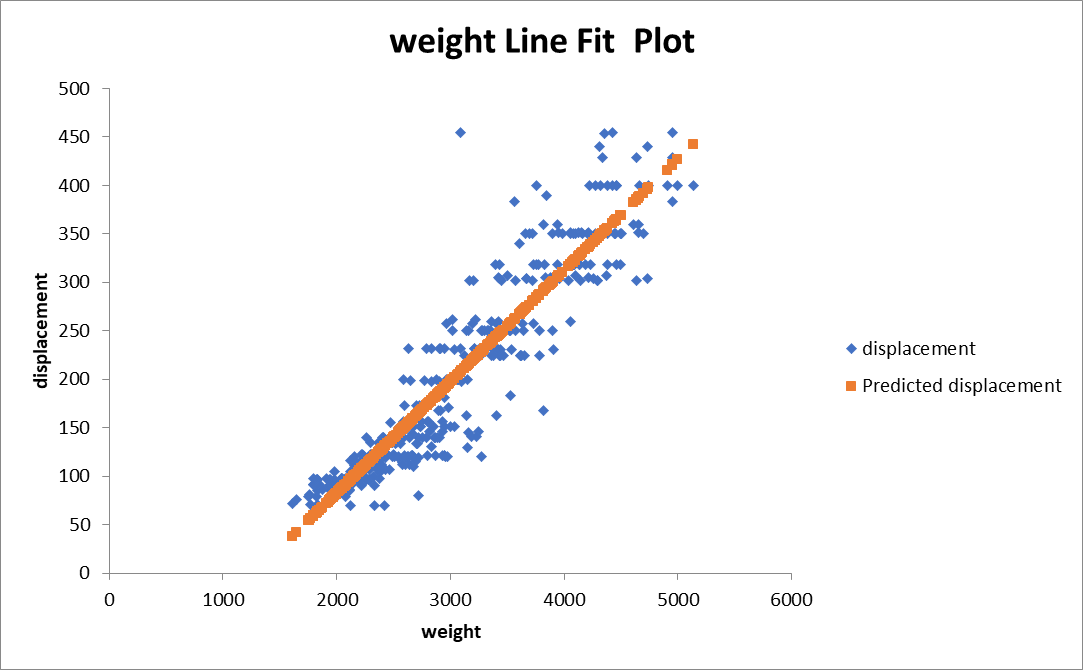 weight Line Fit  Plot
500
450
400
350
300
250
200
150
100
50
0
displacement
0 1000 2000 3000 4000 5000 6000
weight
displacement
Predicted displacement